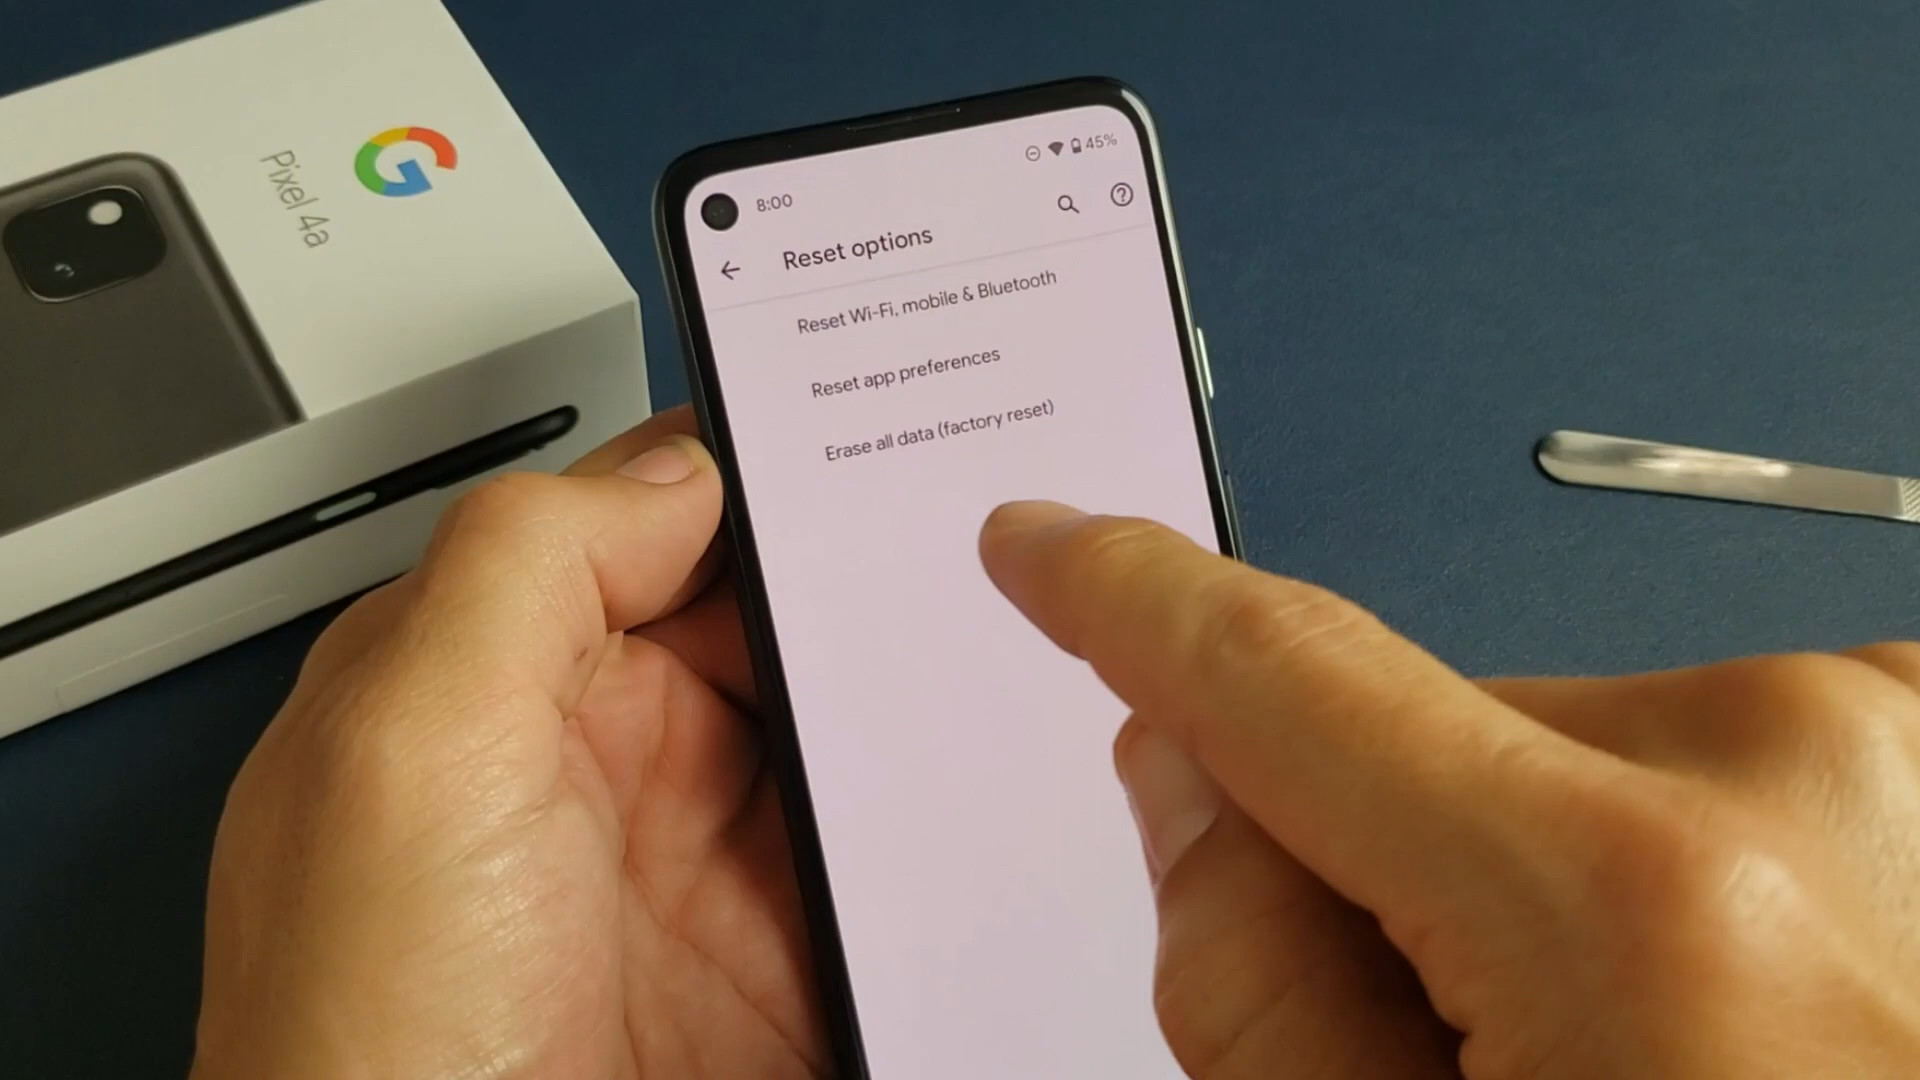 Pixel 4a
8:00
45%
Reset options
Reset Wi-Fi, mobile & Bluetooth
Reset app preferences
Erase all data (factory reset)